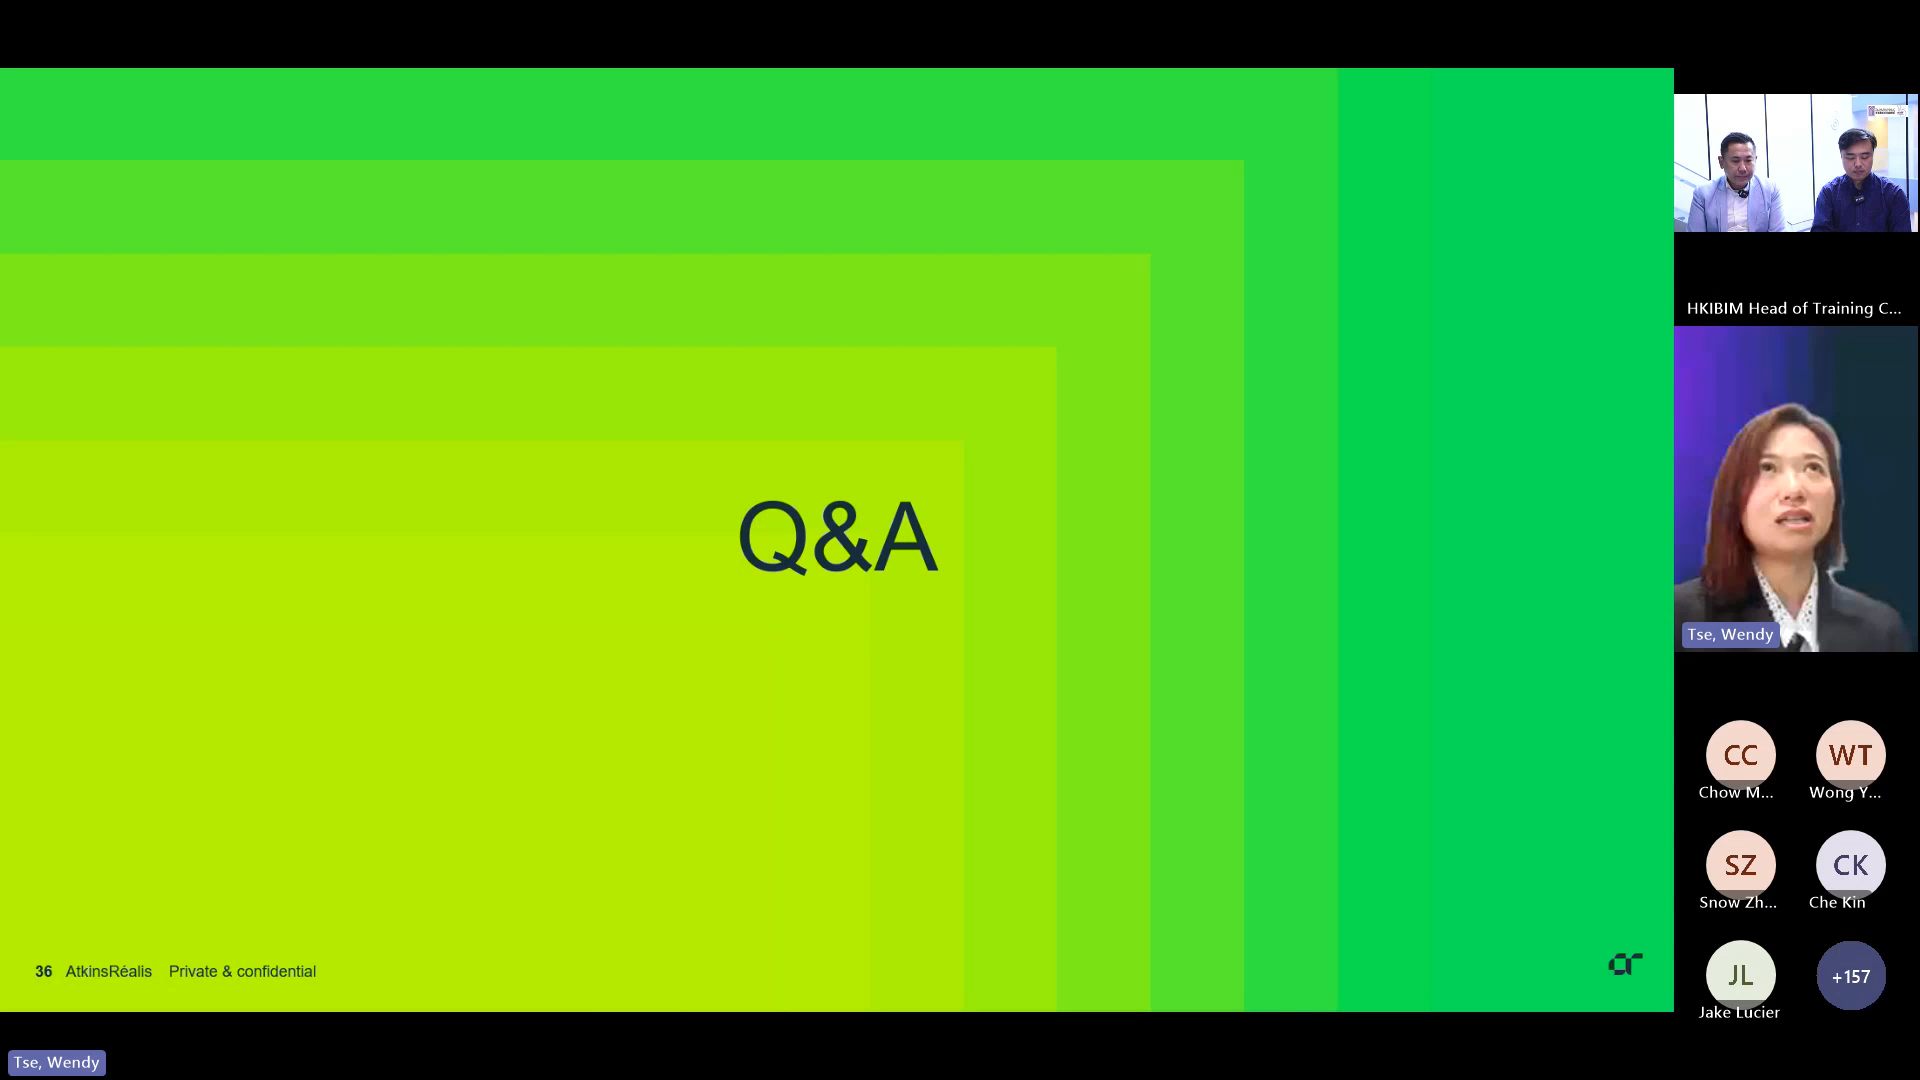 Q&A
36 AtkinsRéalis Private & confidential
HKIBIM Head of Training C...
Tse, Wendy
CC
Chow M...
WT
Wong Y...
SZ
Snow Zh...
CK
Che Kin
JL
Jake Lucier
+157
Tse, Wendy